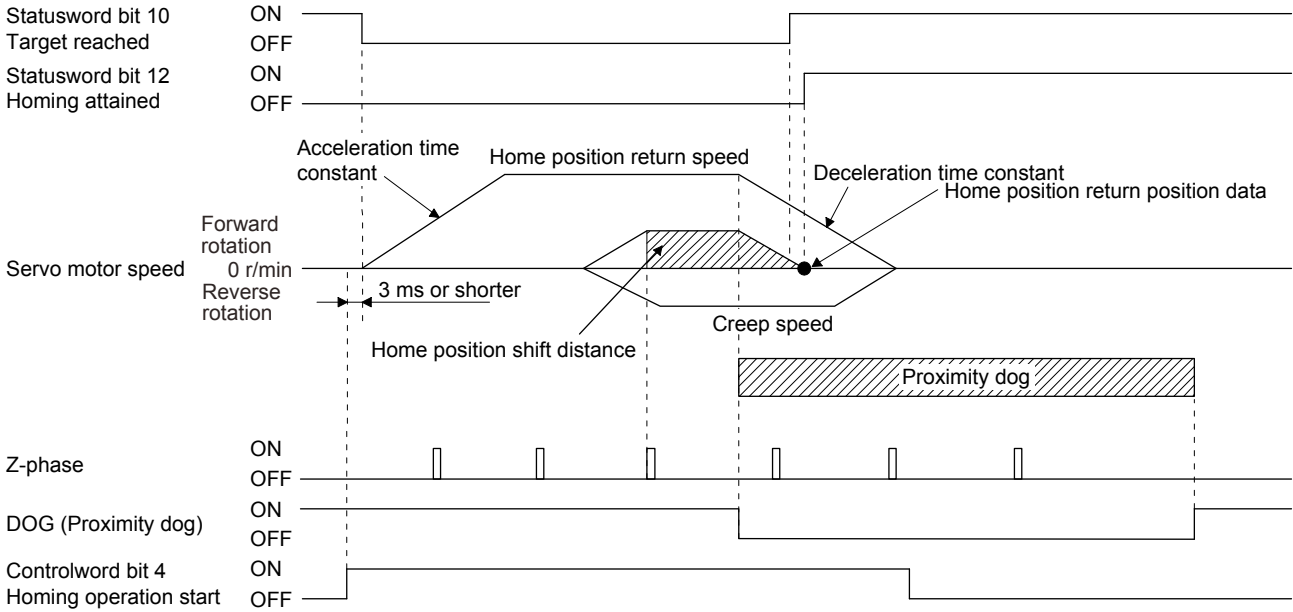 Statusword bit 10
Target reached
ON
OFF
Statusword bit 12
Homing attained
ON
OFF
Acceleration time
constant
Home position return speed
Deceleration time constant
Home position return position data
Forward
rotation
Servo motor speed
0 r/min
Reverse
rotation
3 ms or shorter
Creep speed
Home position shift distance
Proximity dog
Z-phase
ON
OFF
DOG (Proximity dog)
ON
OFF
Controlword bit 4
Homing operation start
ON
OFF